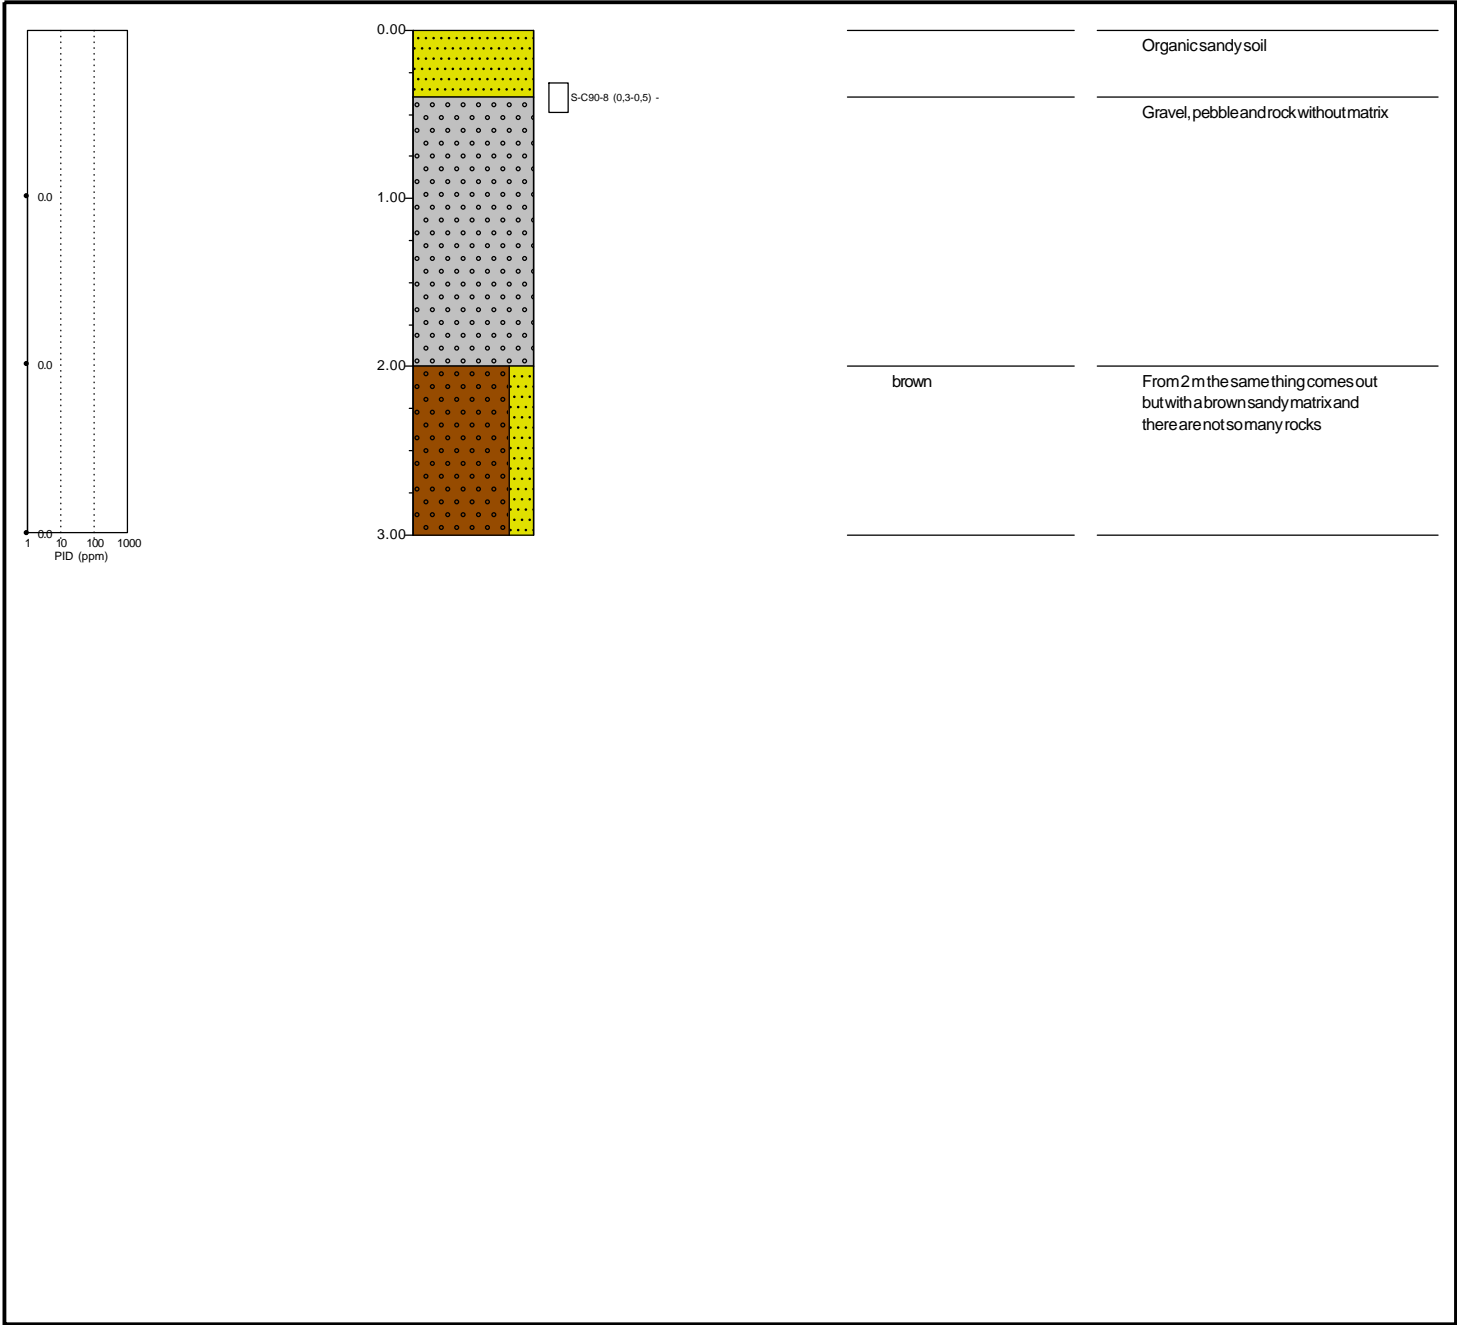 0.00
Organic sandy soil
S-C90-8 (0,3-0,5) -
Gravel, pebble and rock without matrix
0.0
1.00
0.0
2.00
brown
From 2 m the same thing comes out
but with a brown sandy matrix and
there are not so many rocks
0.0
3.00
1 10 100 1000
PID (ppm)